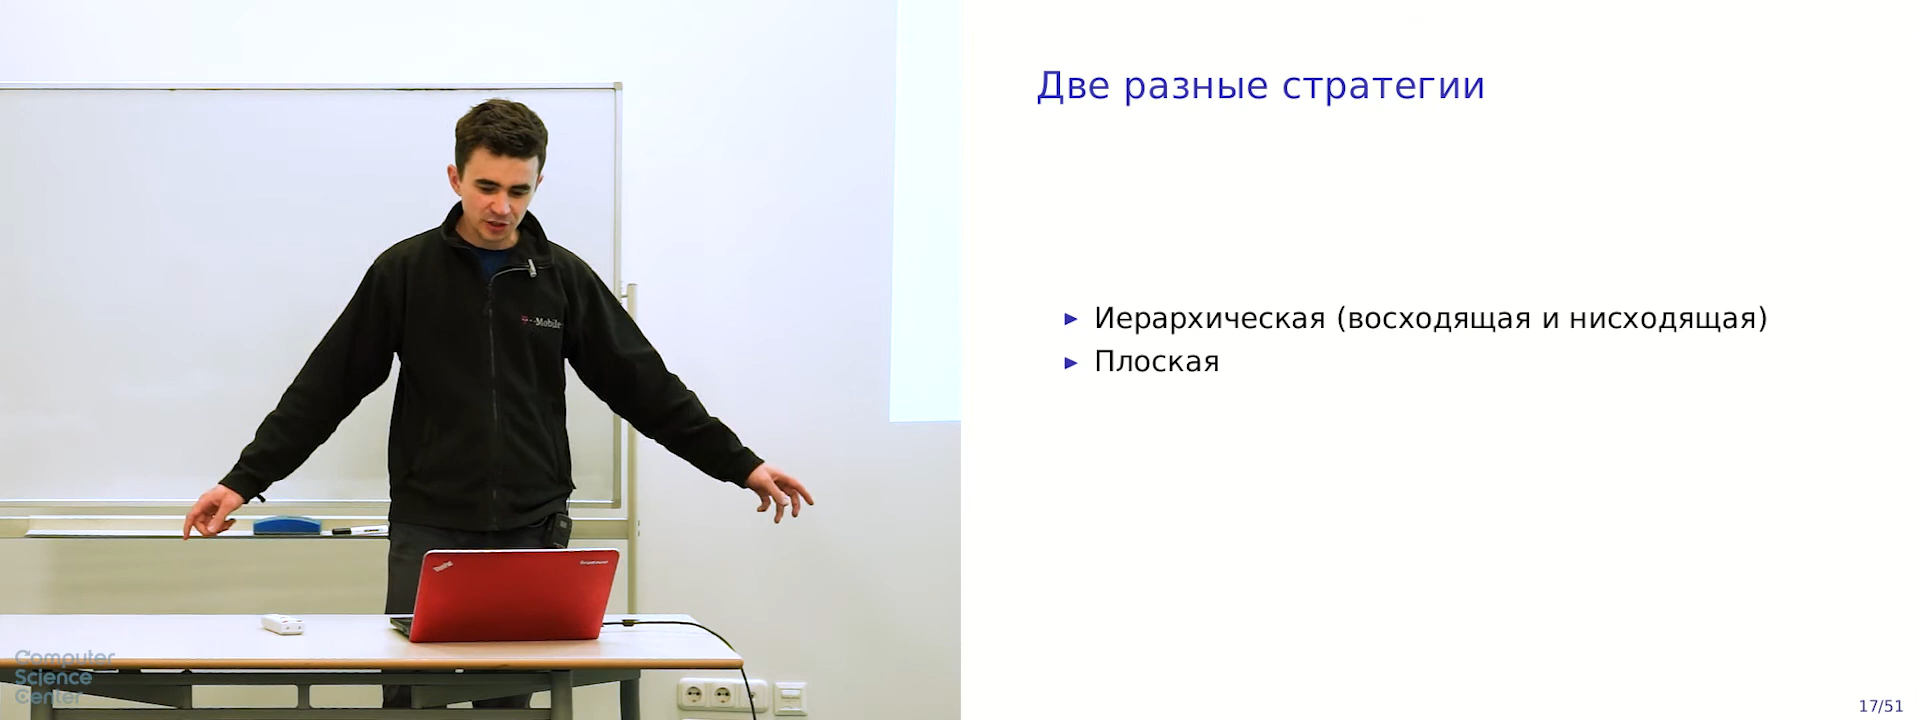 Две разные стратегии
▸ Иерархическая (восходящая и нисходящая)
▸ Плоская
T··Mobile
Computer
Science
Center
17/51